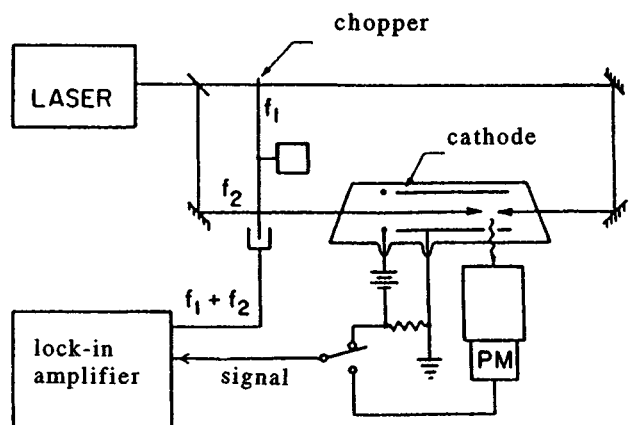 chopper
LASER
f1
cathode
f2
f1 + f2
lock-in
amplifier
signal
PM